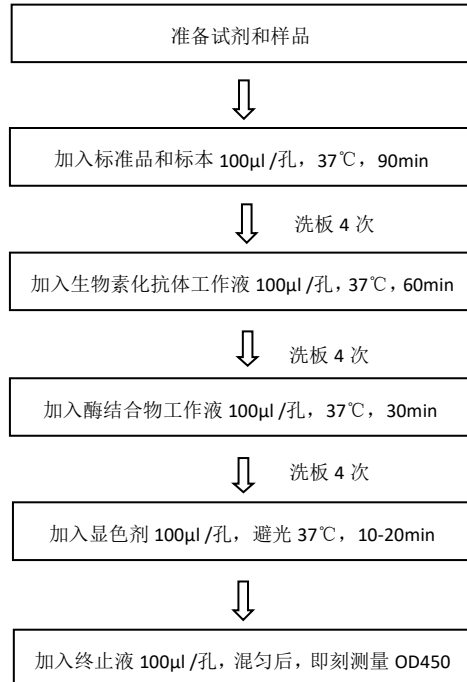 准备试剂和样品
加入标准品和标本 100μl /孔，37℃，90min
洗板 4 次
加入生物素化抗体工作液 100μl /孔，37℃，60min
洗板 4 次
加入酶结合物工作液 100μl /孔，37℃，30min
洗板 4 次
加入显色剂 100μl /孔，避光 37℃，10-20min
加入终止液 100μl /孔，混匀后，即刻测量 OD450